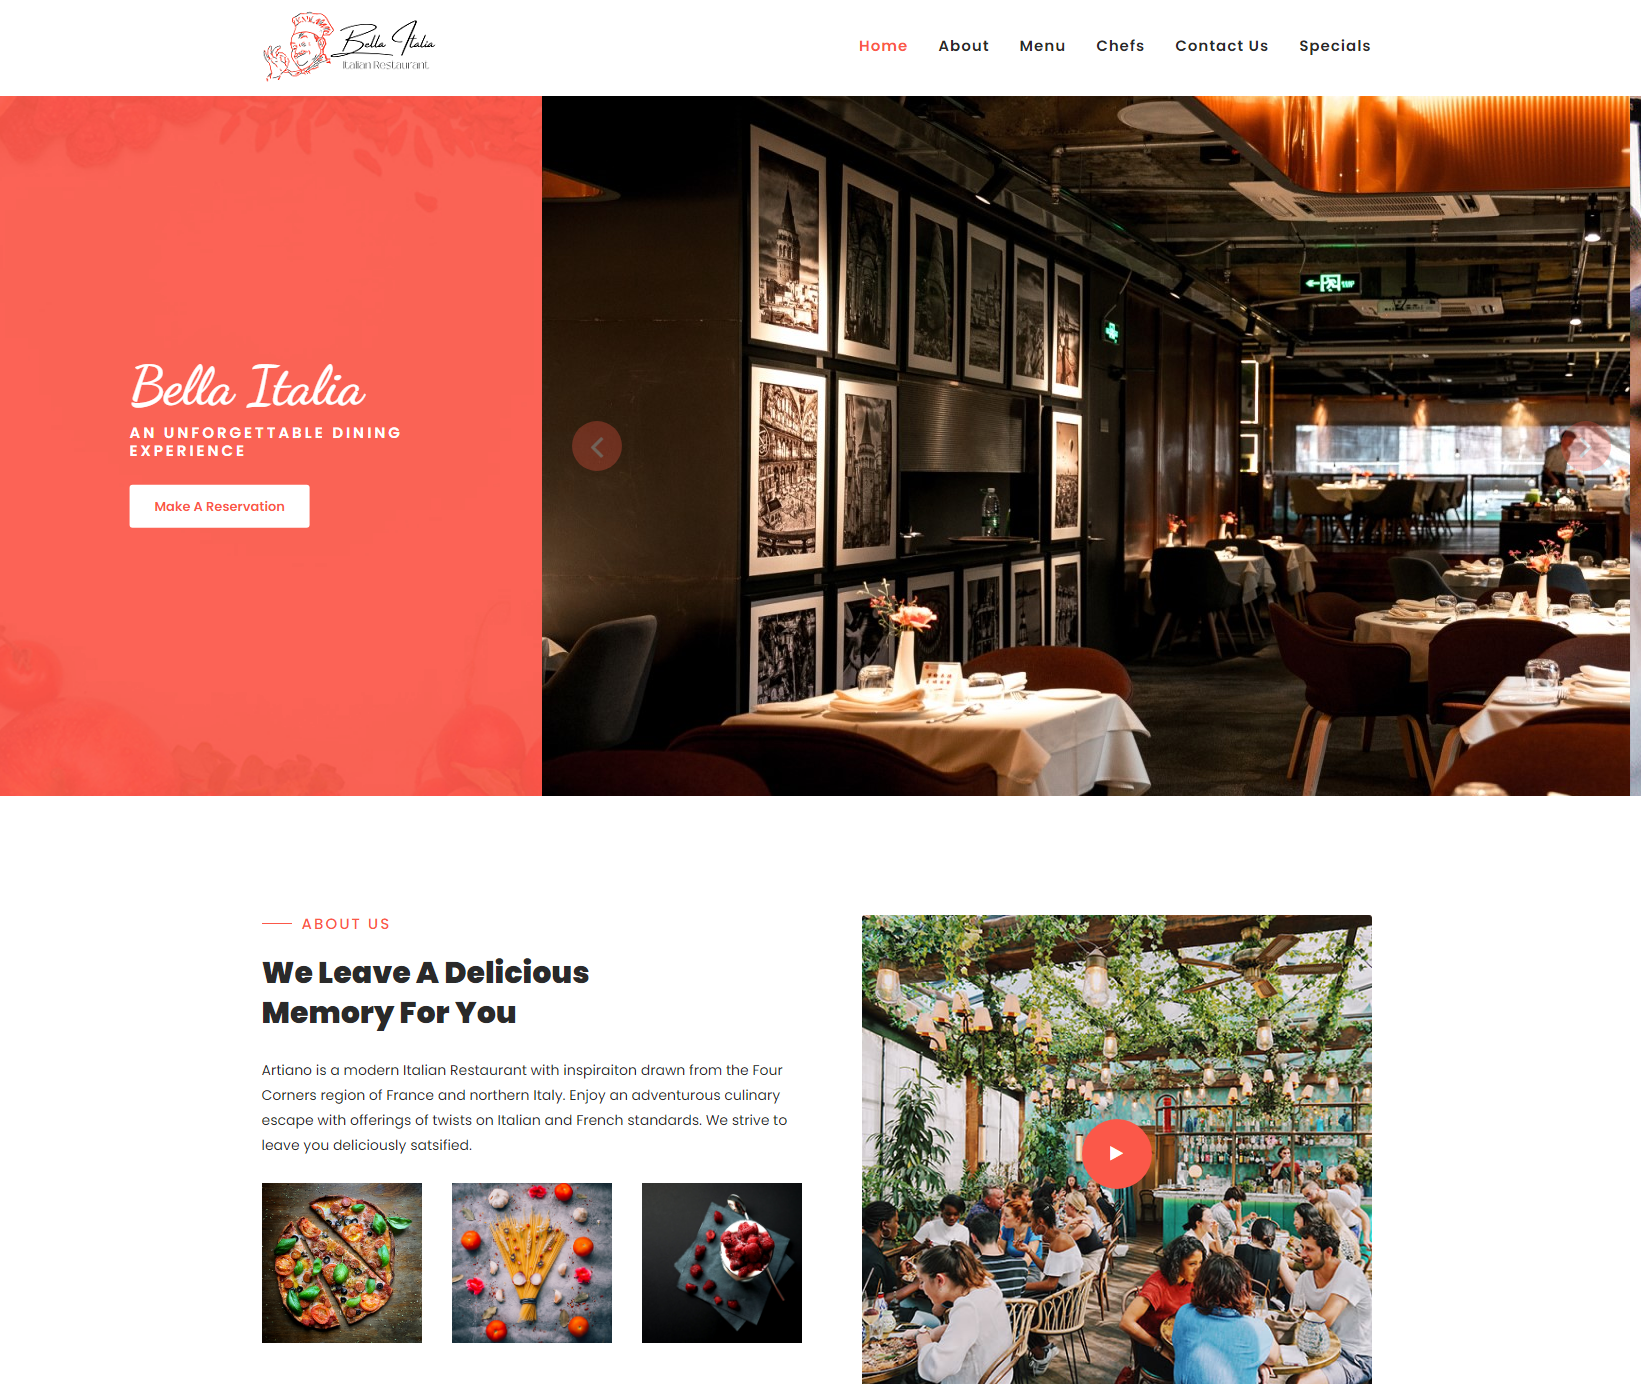 Bella Italia
Italian Restaurant
Home About Menu Chefs Contact Us Specials
Bella Italia
AN UNFORGETTABLE DINING
EXPERIENCE
Make A Reservation
ABOUT US
We Leave A Delicious
Memory For You
Artiano is a modern Italian Restaurant with inspiraiton drawn from the Four
Corners region of France and northern Italy. Enjoy an adventurous culinary
escape with offerings of twists on Italian and French standards. We strive to
leave you deliciously satsified.